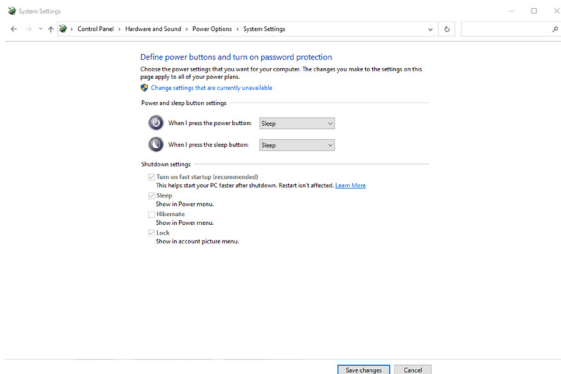 System Settings
Control Panel > Hardware and Sound > Power Options > System Settings
Define power buttons and turn on password protection
Choose the power settings that you want for your computer. The changes you make to the settings on this
page apply to all of your power plans.
Change settings that are currently unavailable
Power and sleep button settings
When I press the power button: Sleep
When I press the sleep button: Sleep
Shutdown settings
Turn on fast startup (recommended)
This helps start your PC faster after shutdown. Restart isn't affected. Learn More
Sleep
Show in Power menu.
Hibernate
Show in Power menu.
Lock
Show in account picture menu.
Save changes Cancel